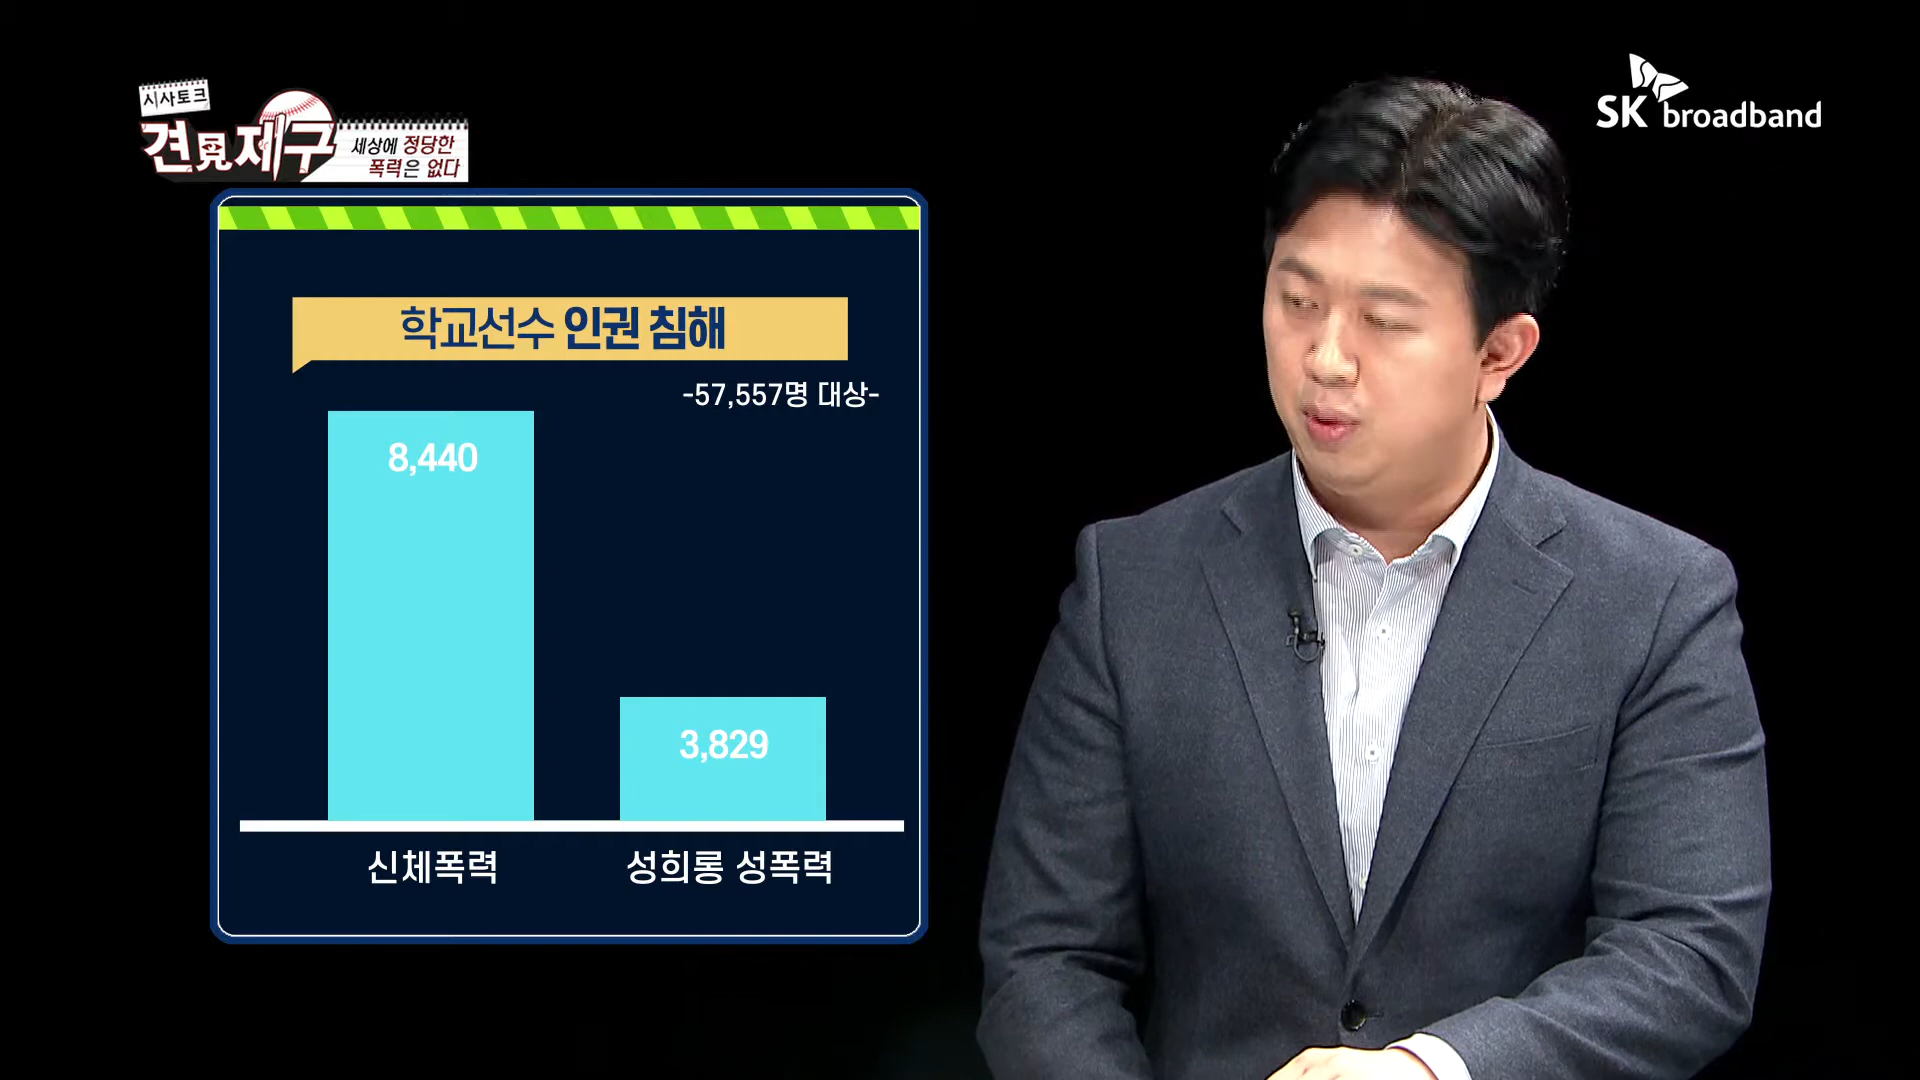 시사토크
견見제구
세상에 정당한
폭력은 없다
SK broadband
학교선수 인권 침해
-57,557명 대상-
8,440
3,829
신체폭력
성희롱 성폭력